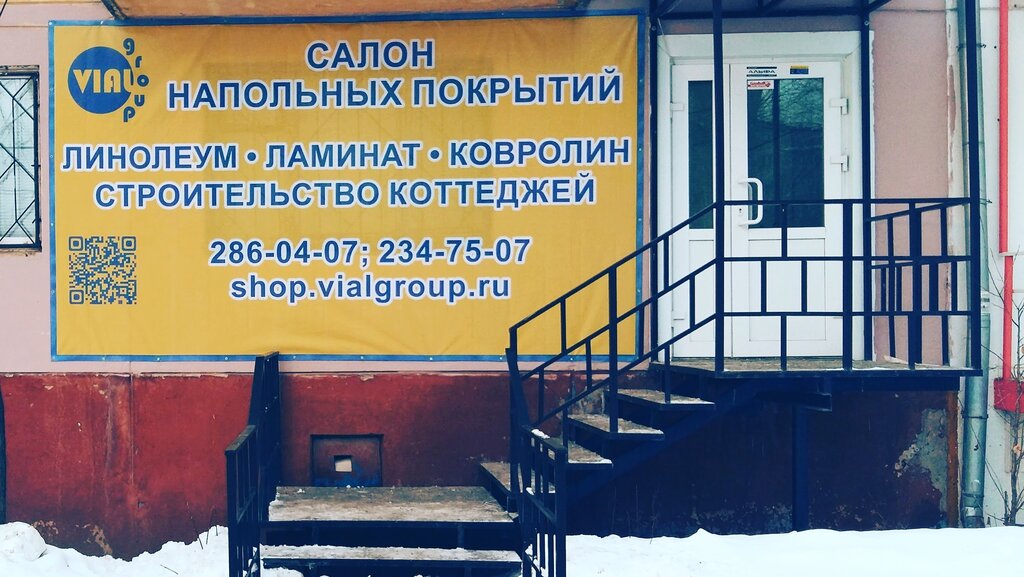 VIAL group
САЛОН
НАПОЛЬНЫХ ПОКРЫТИЙ
ЛИНОЛЕУМ • ЛАМИНАТ • КОВРОЛИН
СТРОИТЕЛЬСТВО КОТТЕДЖЕЙ
286-04-07; 234-75-07
shop.vialgroup.ru